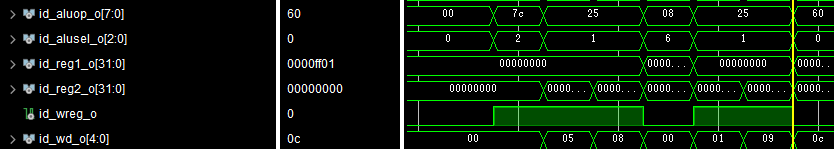 id_aluop_o[7:0] 60 00 7c 25 08 25 60
id_alusel_o[2:0] 0 0 2 1 6 1 0
id_reg1_o[31:0] 0000ff01 00000000 0000... 00000000 0000...
id_reg2_o[31:0] 00000000 00000000 0000... 0000... 00000000 0000... 0000... 0000...
id_wreg_o 0
id_wd_o[4:0] 0c 00 05 08 00 01 09 0c